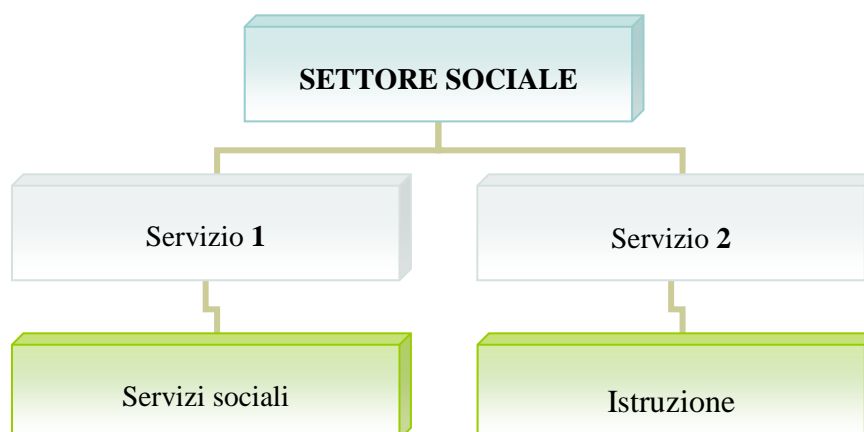 SETTORE SOCIALE
Servizio 1
Servizio 2
Servizi sociali
Istruzione